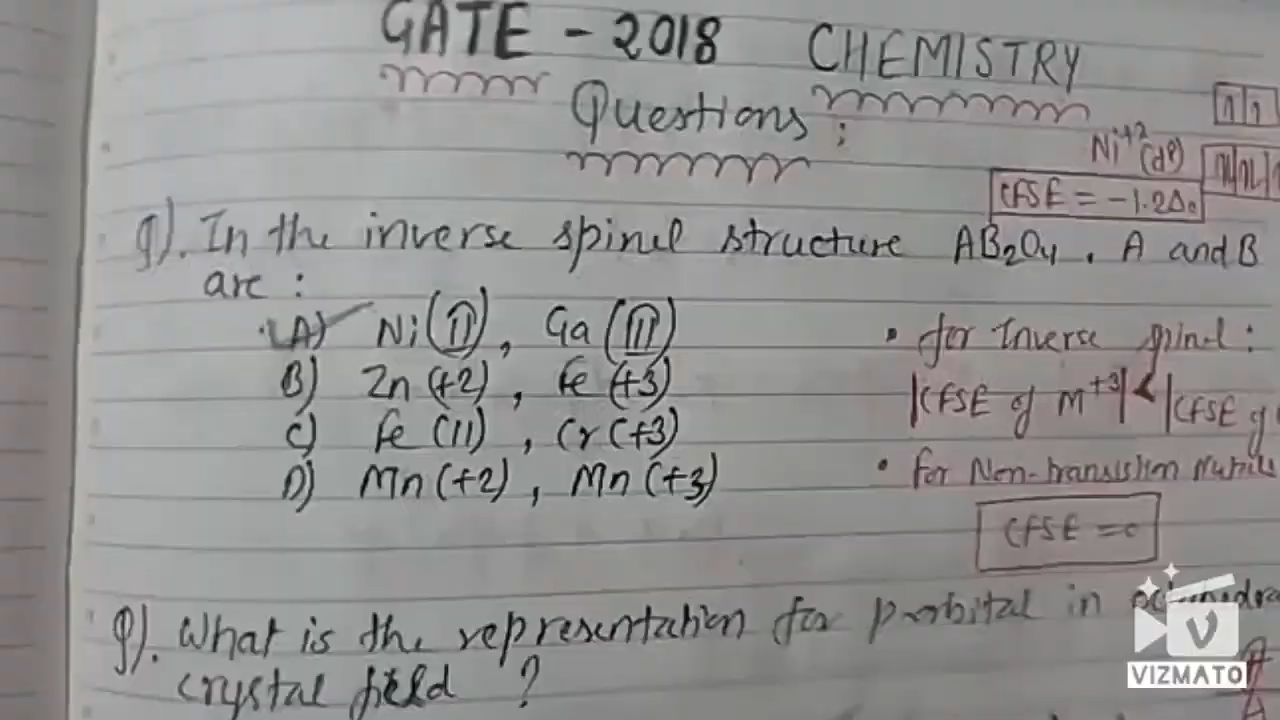 GATE - 2018 CHEMISTRY
Questions:
Ni+2 (d8)
CFSE = -1.2Δo
Q). In the inverse spinel structure AB2O4. A and B
are :
(A) Ni(II), Ga(III)
B) Zn(+2), Fe(+3)
C) Fe(II), Cr(+3)
D) Mn(+2), Mn(+3)
• for Inverse spinel:
|CFSE of M+3| < |CFSE of
• for Non-transition
CFSE = 0
Q). What is the representation for p orbital in
crystal field ?
V
VIZMATO